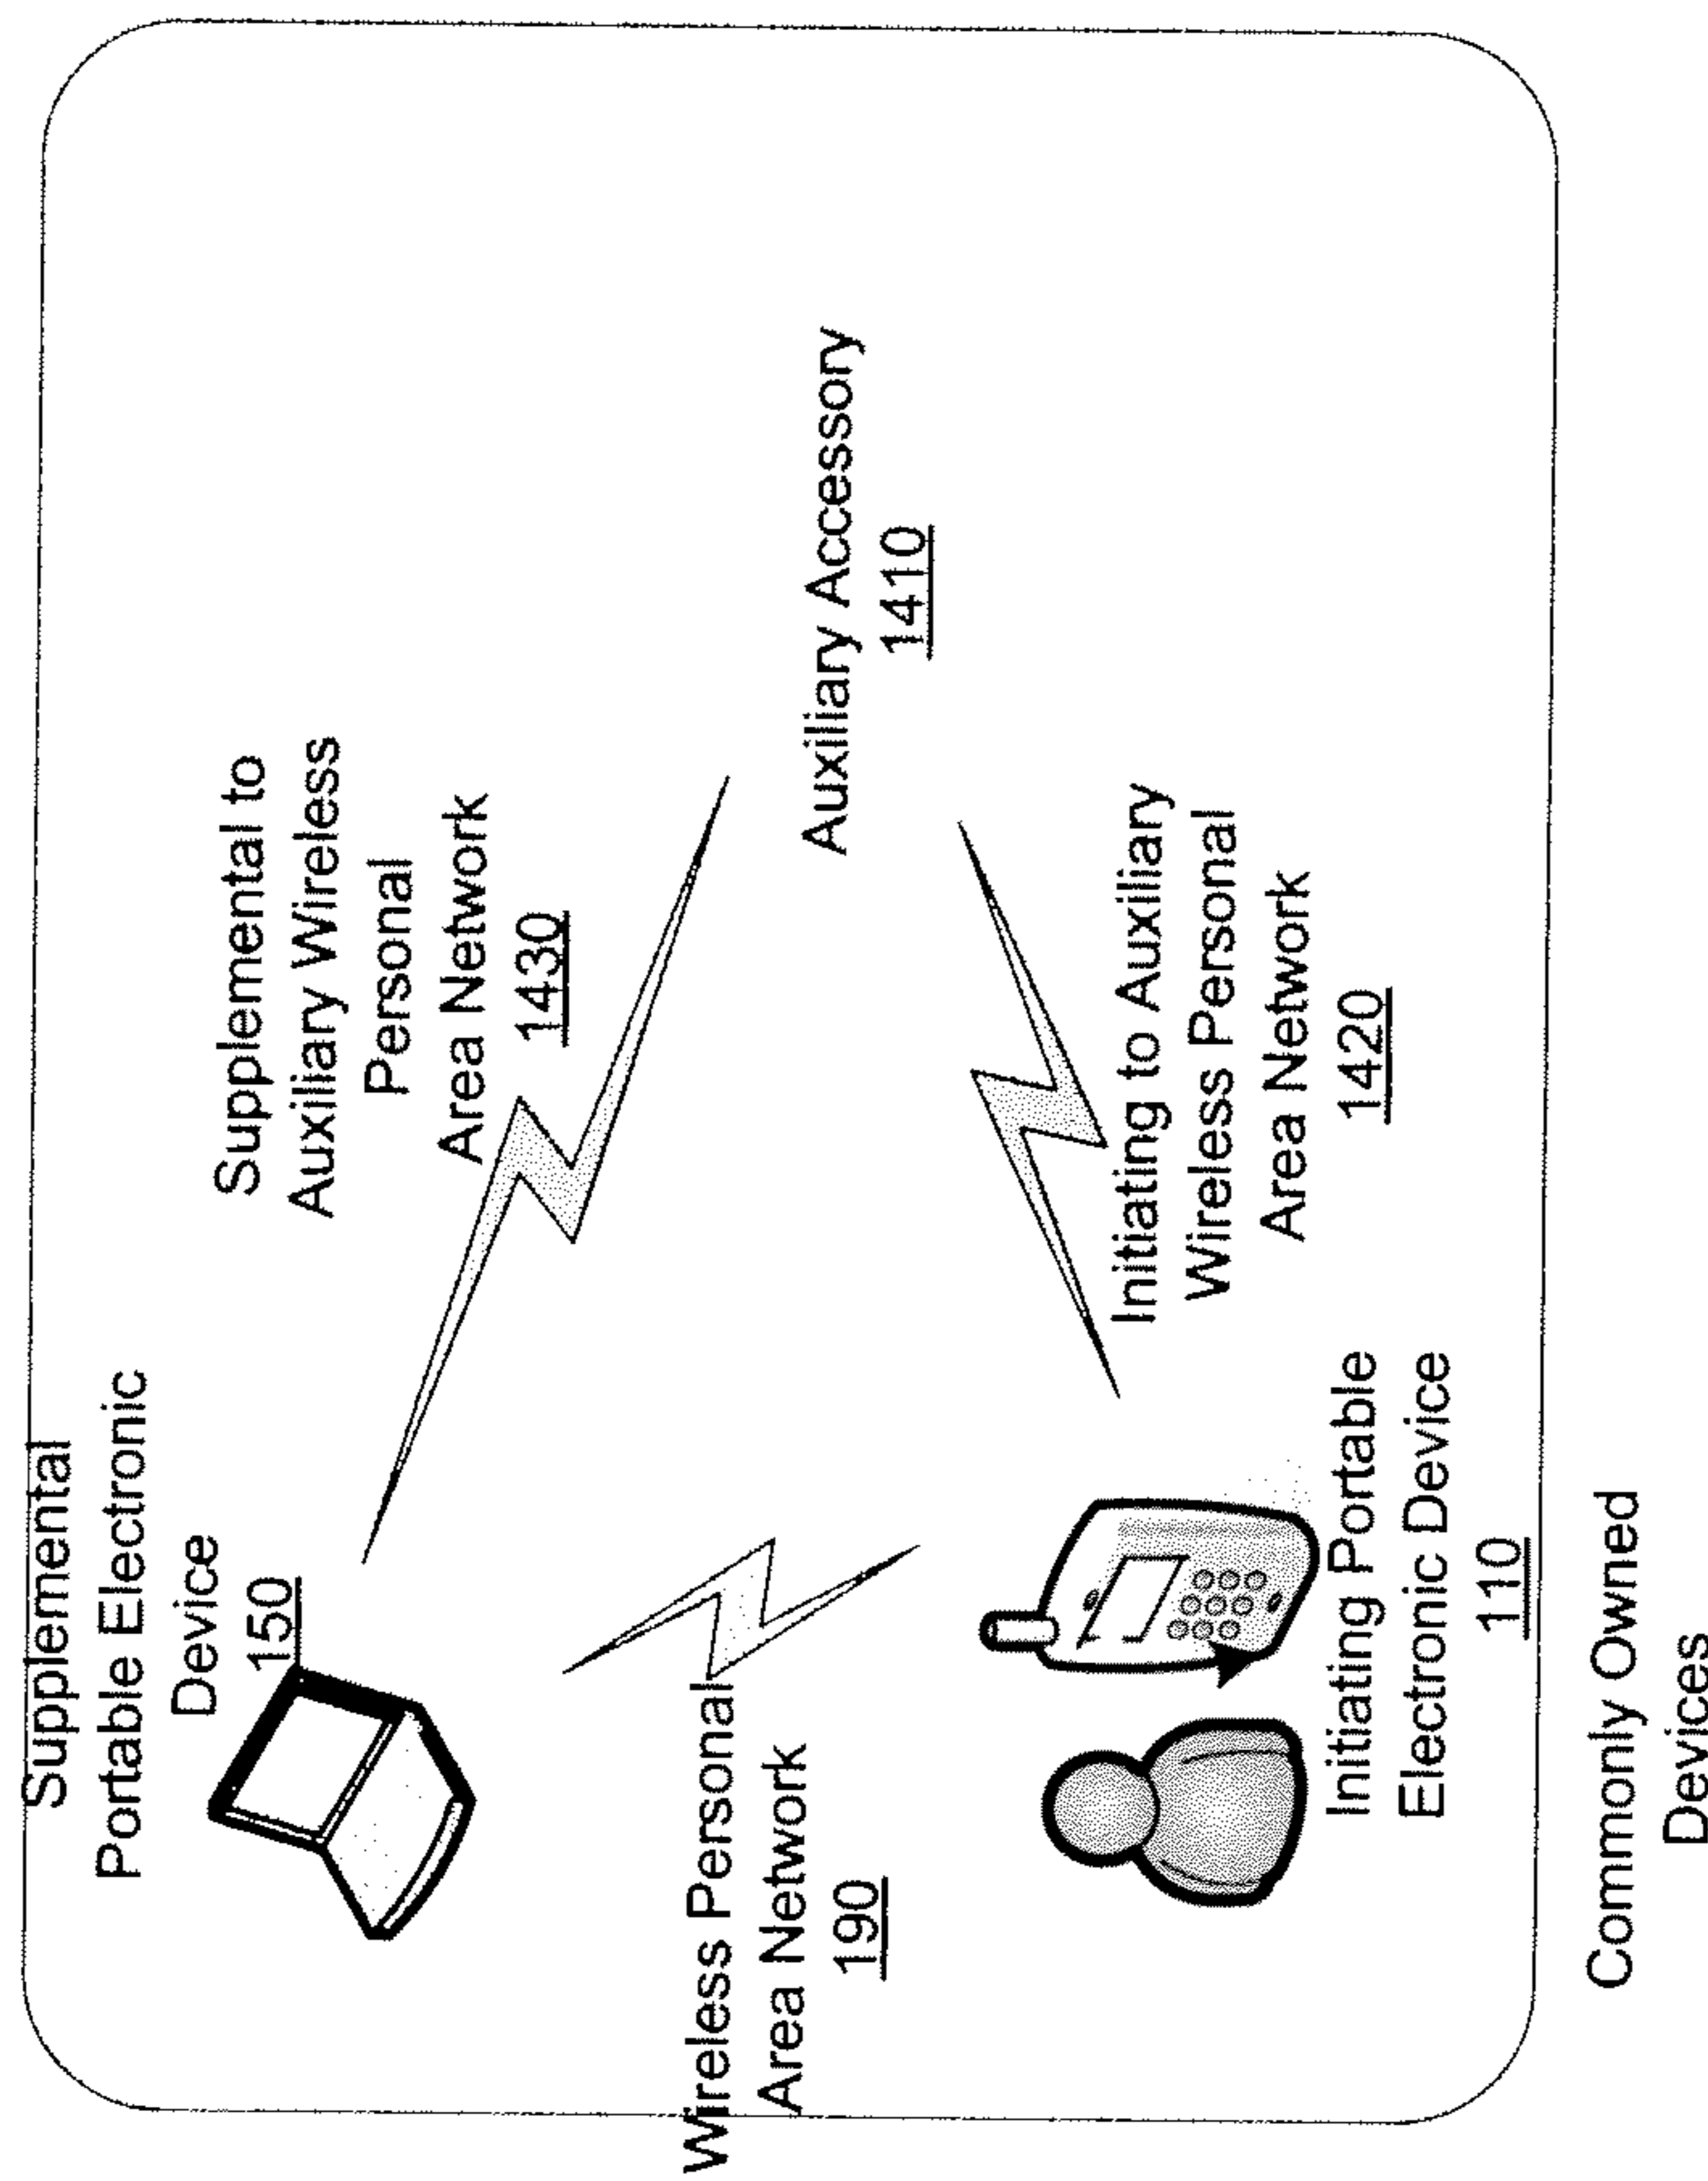 Supplemental
Portable Electronic
Device
150
Supplemental to
Auxiliary Wireless
Personal
Area Network
1430
Wireless Personal
Area Network
190
Auxiliary Accessory
1410
Initiating to Auxiliary
Wireless Personal
Area Network
1420
Initiating Portable
Electronic Device
110
Commonly Owned
Devices